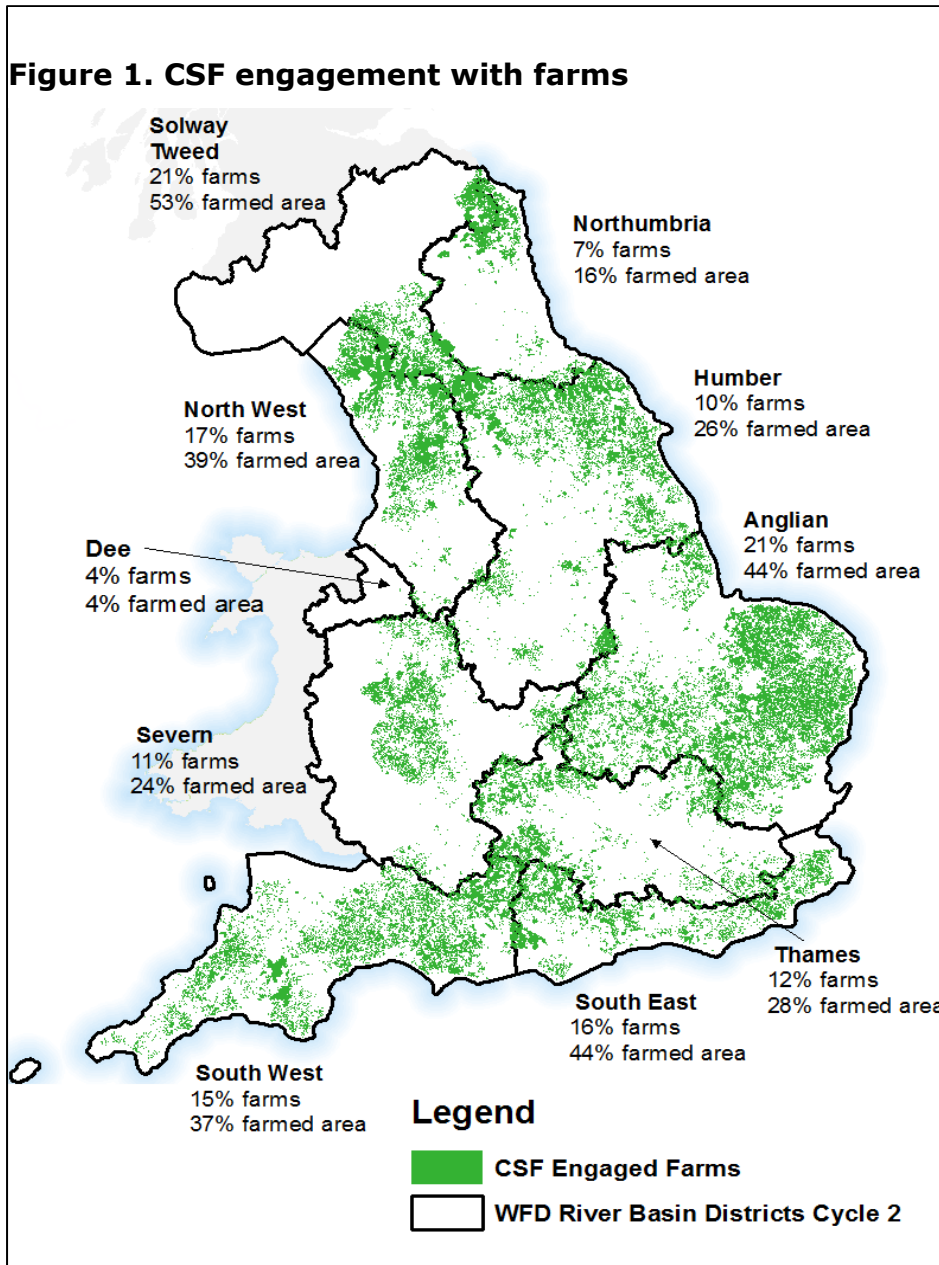 Figure 1. CSF engagement with farms
Solway
Tweed
21% farms
53% farmed area
Northumbria
7% farms
16% farmed area
Humber
10% farms
26% farmed area
North West
17% farms
39% farmed area
Anglian
21% farms
44% farmed area
Dee
4% farms
4% farmed area
Severn
11% farms
24% farmed area
Thames
12% farms
28% farmed area
South East
16% farms
44% farmed area
South West
15% farms
37% farmed area
Legend
CSF Engaged Farms
WFD River Basin Districts Cycle 2